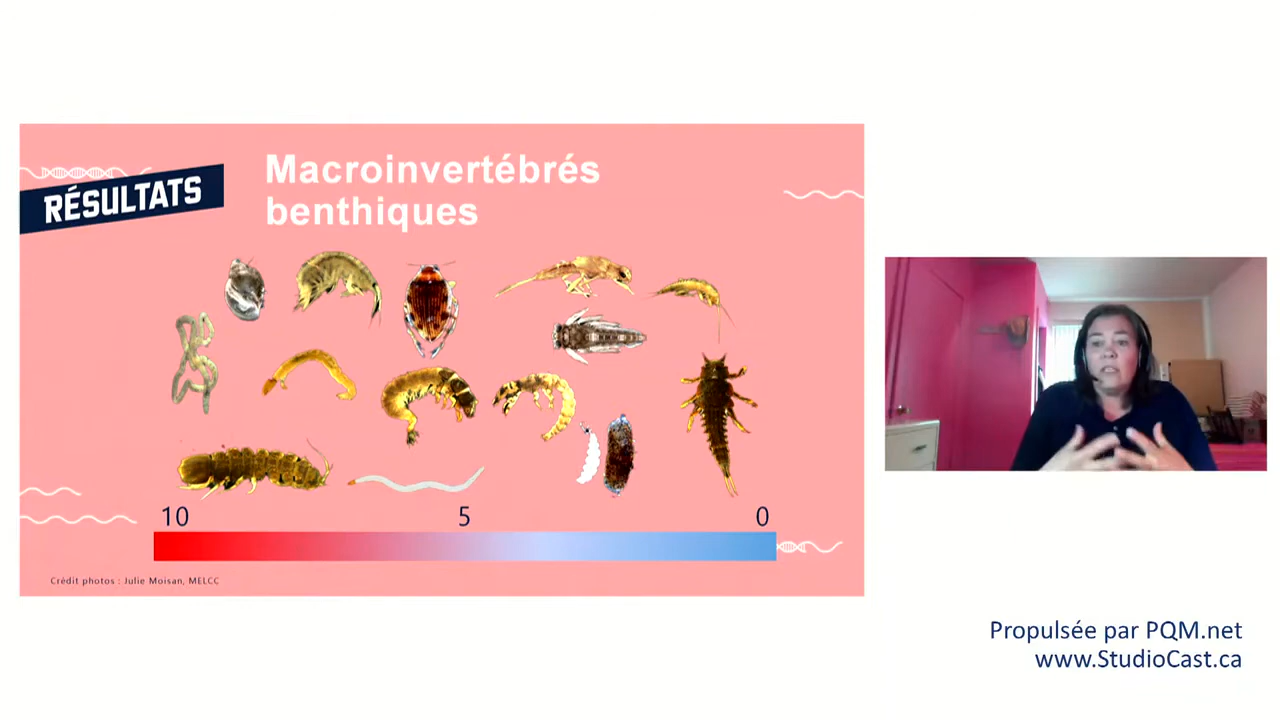 RÉSULTATS
Macroinvertébrés
benthiques
10 5 0
Crédit photos : Julie Moisan, MELCC
Propulsée par PQM.net
www.StudioCast.ca